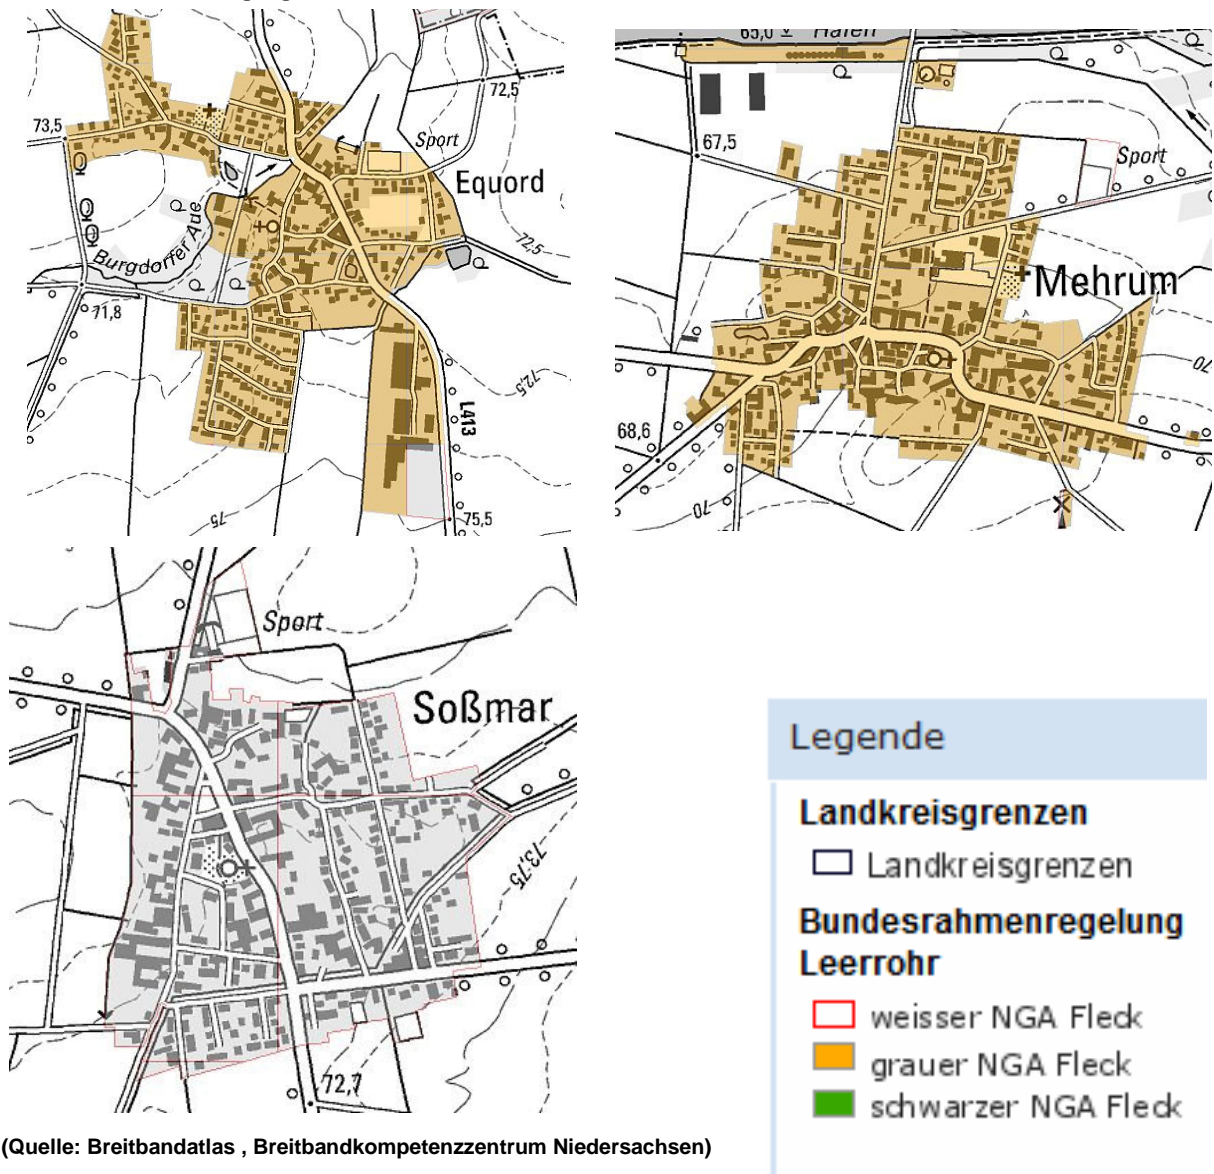 73,5
72,5
Sport
Equord
Burgdorfer Aue
72,5
71,8
72,5
L413
75
75,5
65,0 Hafen
67,5
Sport
Mehrum
70
68,6
70
Sport
Soßmar
73,75
72,7
Legende
Landkreisgrenzen
Landkreisgrenzen
Bundesrahmenregelung
Leerrohr
weisser NGA Fleck
grauer NGA Fleck
schwarzer NGA Fleck
(Quelle: Breitbandatlas , Breitbandkompetenzzentrum Niedersachsen)